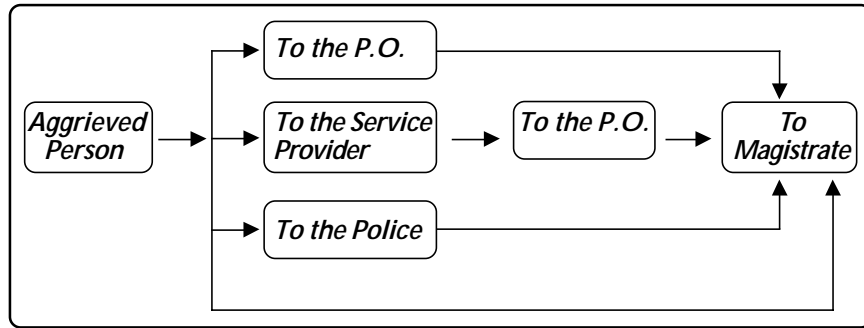 To the P.O.
Aggrieved
Person
To the Service
Provider
To the P.O.
To
Magistrate
To the Police